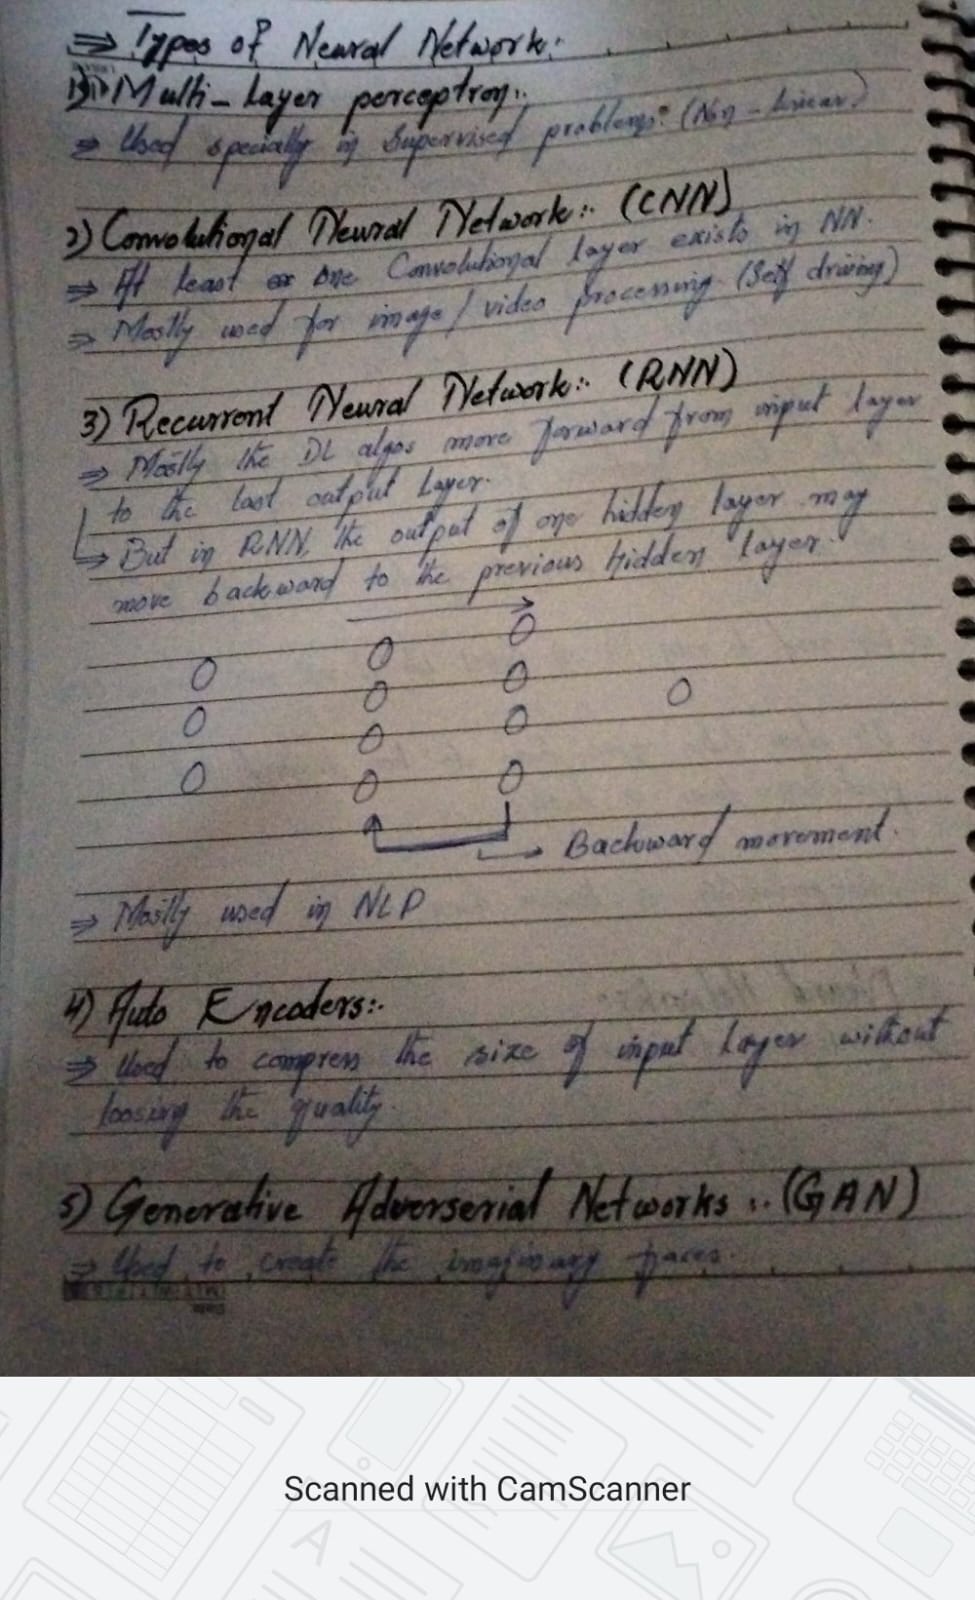 ⇒ Types of Neural Network:
1) Multi-Layer perceptron:.
⇒ Used specially in Supervised problems: (Non-linear)
2) Convolutional Neural Network:. (CNN)
⇒ At least or one Convolutional layer exists in NN.
⇒ Mostly used for image/video processing. (Self driving)
3) Recurrent Neural Network:. (RNN)
⇒ Mostly the DL algos move forward from input layer
to the last output Layer.
→ But in RNN, the output of one hidden layer may
move backward to the previous hidden layer.
→ Backward movement.
⇒ Mostly used in NLP
4) Auto Encoders:.
⇒ Used to compress the size of input Layer without
loosing the quality.
5) Generative Adverserial Networks:. (GAN)
⇒ Used to create the imaginary faces.
Scanned with CamScanner